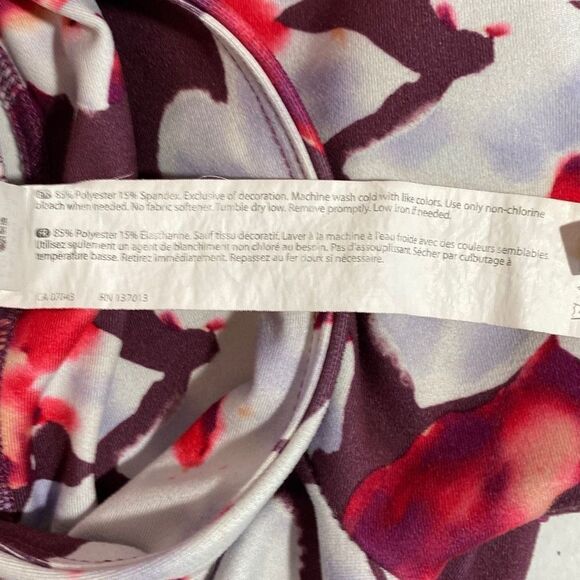 85% Polyester 15% Spandex. Exclusive of decoration. Machine wash cold with like colors. Use only non-chlorine
bleach when needed. No fabric softener. Tumble dry low. Remove promptly. Low iron if needed.
85% Polyester 15% Élasthanne. Sauf tissu décoratif. Laver à la machine à l'eau froide avec des couleurs semblables.
Utilisez seulement un agent de blanchiment non chloré au besoin. Pas d'assouplissant. Sécher par culbutage à
température basse. Retirez immédiatement. Repassez au fer doux si nécessaire.
CA 07043 RN 137013